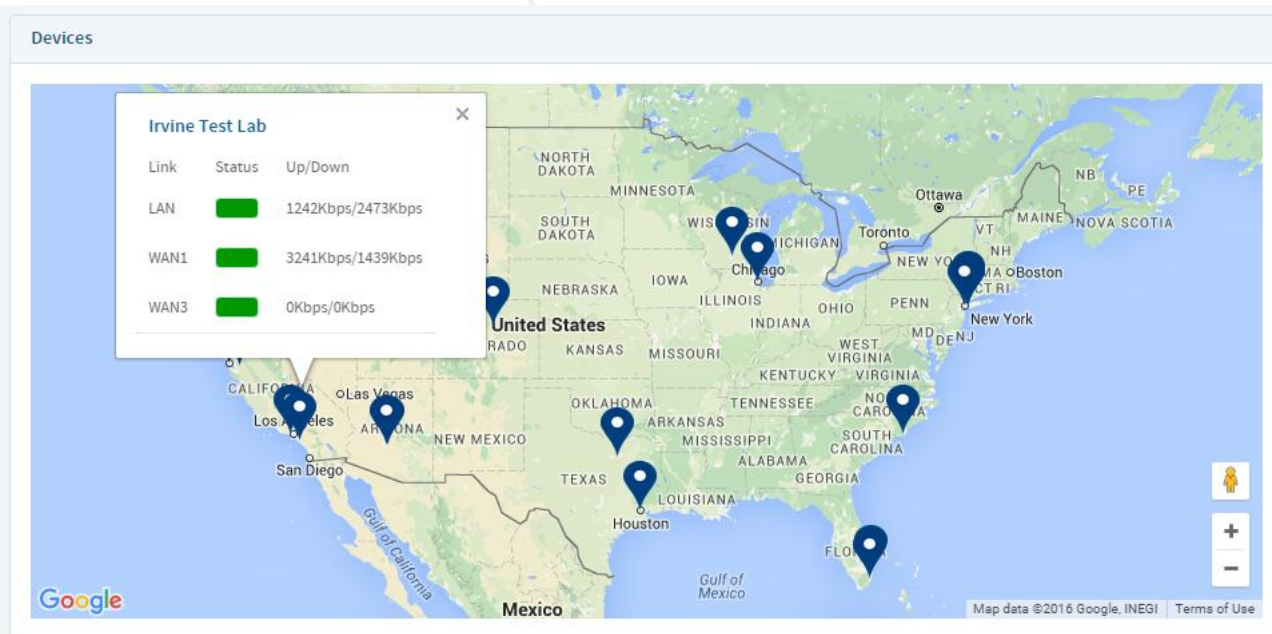 Devices
Irvine Test Lab
×
Link Status Up/Down
LAN 1242Kbps/2473Kbps
WAN1 3241Kbps/1439Kbps
WAN3 0Kbps/0Kbps
NORTH
DAKOTA
MINNESOTA
Ottawa
NB
PE
SOUTH
DAKOTA
Toronto
VT
MAINE
NOVA SCOTIA
NH
Boston
CT RI
IOWA
NEBRASKA
ILLINOIS
OHIO
PENN
New York
United States
INDIANA
MD
DE
NJ
KANSAS
MISSOURI
WEST
VIRGINIA
KENTUCKY
VIRGINIA
Las Vegas
OKLAHOMA
TENNESSEE
ARKANSAS
NEW MEXICO
MISSISSIPPI
SOUTH
CAROLINA
San Diego
ALABAMA
TEXAS
GEORGIA
LOUISIANA
Houston
Gulf of California
Gulf of
Mexico
Mexico
+
−
Google
Map data ©2016 Google, INEGI Terms of Use